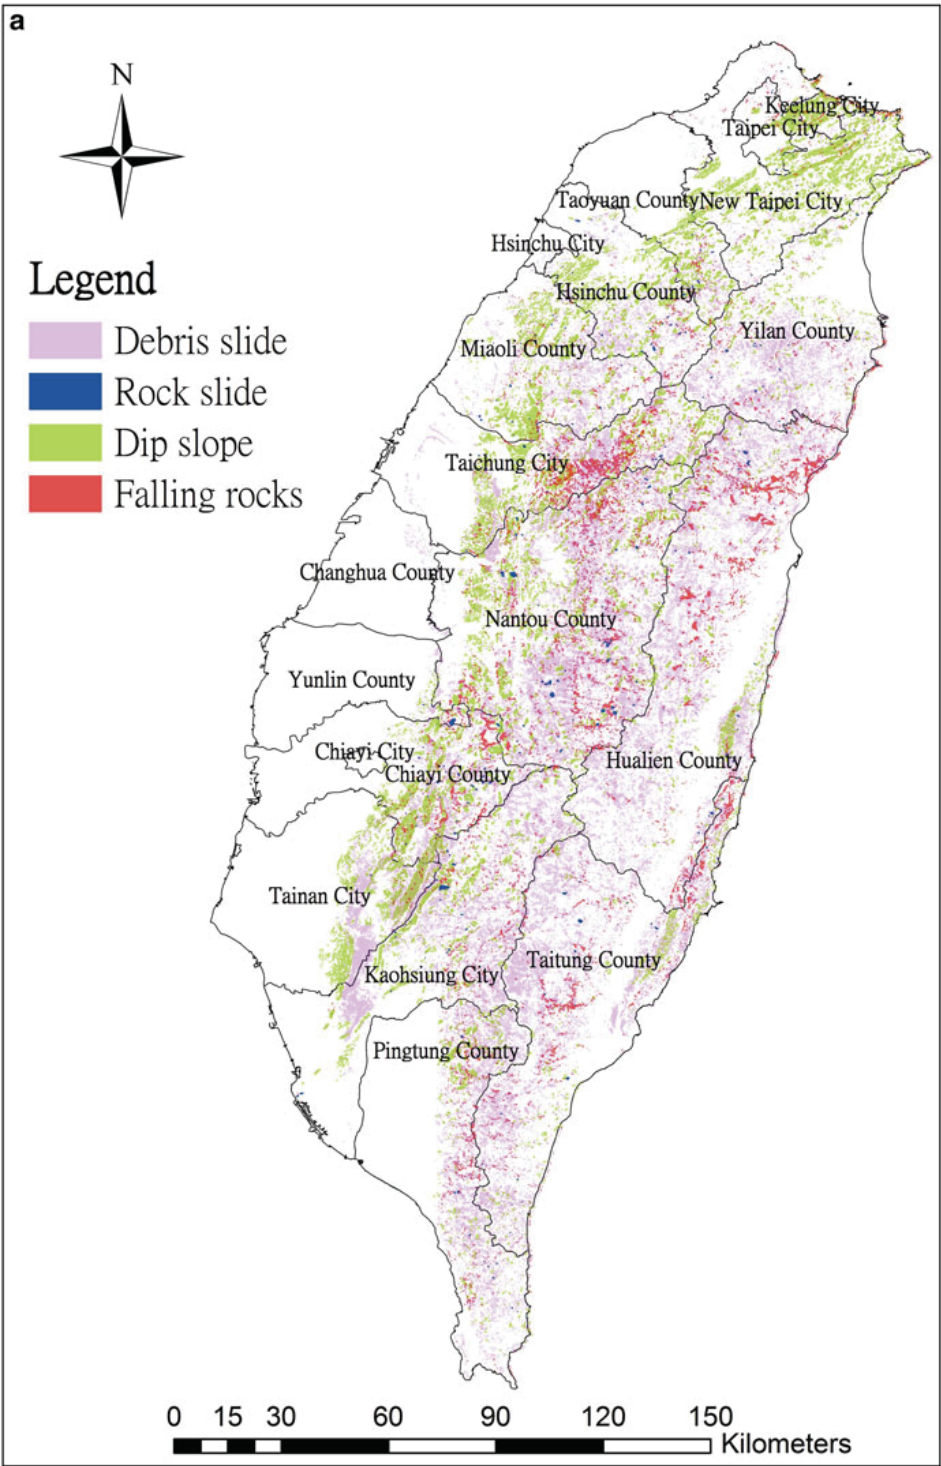 a
N
Keelung City
Taipei City
Taoyuan County
New Taipei City
Hsinchu City
Hsinchu County
Legend
Yilan County
Debris slide
Miaoli County
Rock slide
Dip slope
Taichung City
Falling rocks
Changhua County
Nantou County
Yunlin County
Chiayi City
Hualien County
Chiayi County
Tainan City
Taitung County
Kaohsiung City
Pingtung County
0 15 30 60 90 120 150
Kilometers